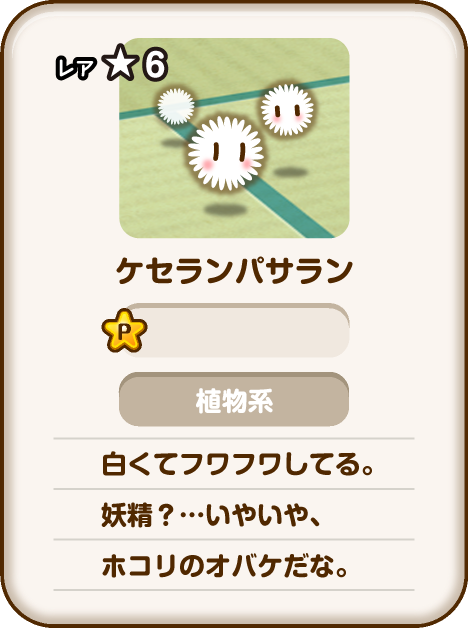 レア★6
ケセランパサラン
P
植物系
白くてフワフワしてる。
妖精？…いやいや、
ホコリのオバケだな。